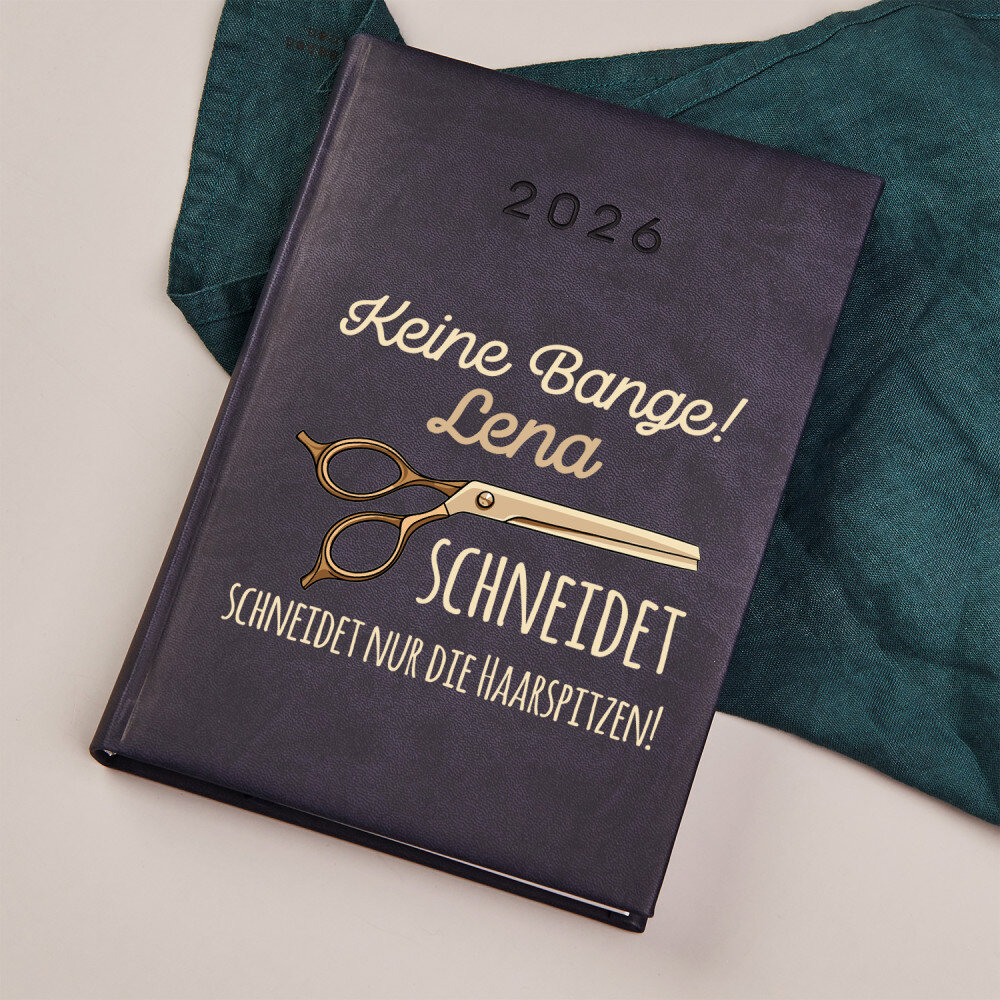 2026
Keine Bange!
Lena
SCHNEIDET
SCHNEIDET NUR DIE HAARSPITZEN!